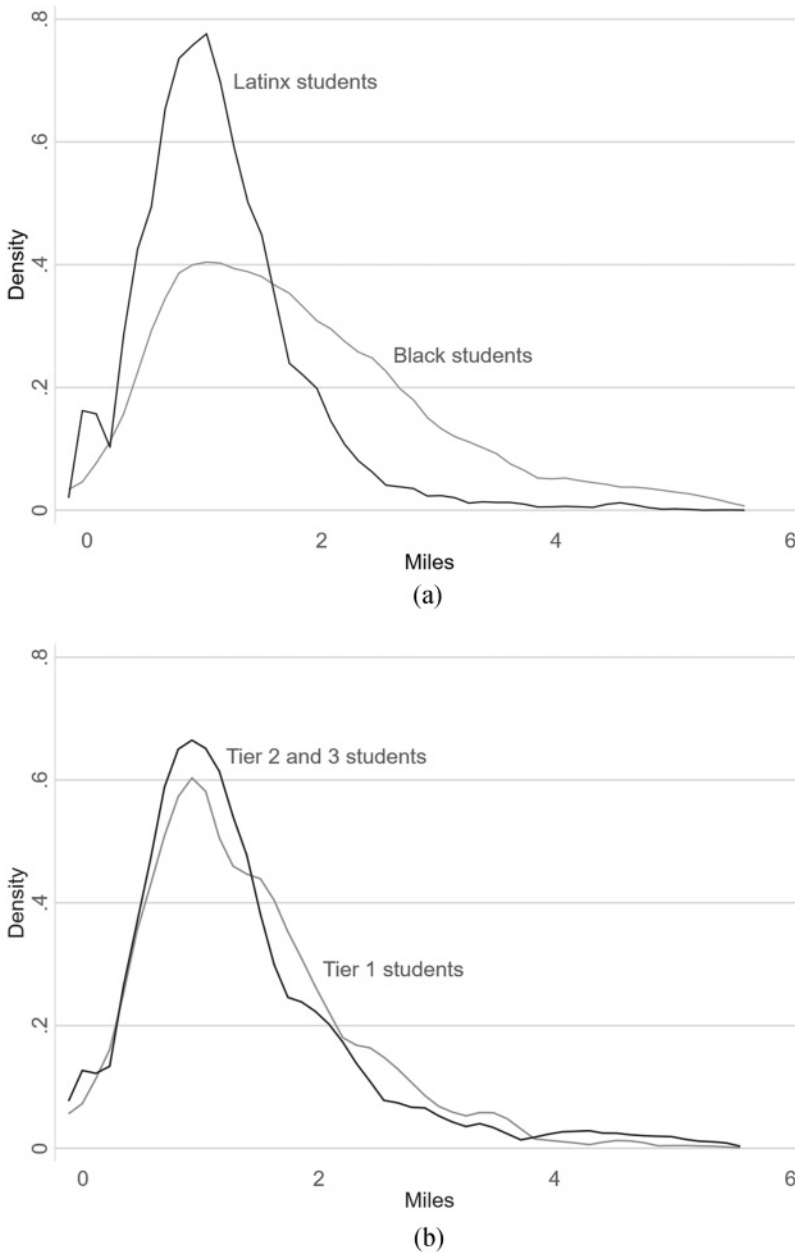 .8
Latinx students
.6
Density
.4
Black students
.2
0
0 2 4 6
Miles
(a)
.8
Tier 2 and 3 students
.6
Density
.4
Tier 1 students
.2
0
0 2 4 6
Miles
(b)